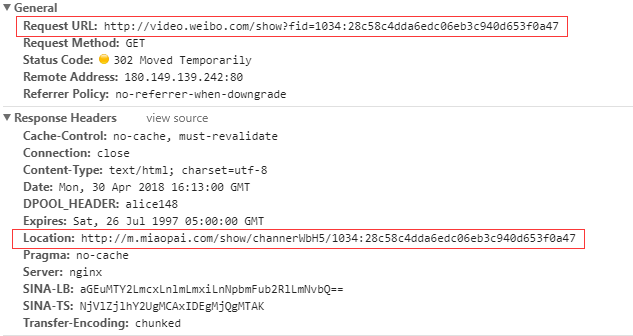 General
Request URL: http://video.weibo.com/show?fid=1034:28c58c4dda6edc06eb3c940d653f0a47
Request Method: GET
Status Code: 302 Moved Temporarily
Remote Address: 180.149.139.242:80
Referrer Policy: no-referrer-when-downgrade
Response Headers view source
Cache-Control: no-cache, must-revalidate
Connection: close
Content-Type: text/html; charset=utf-8
Date: Mon, 30 Apr 2018 16:13:00 GMT
DPOOL_HEADER: alice148
Expires: Sat, 26 Jul 1997 05:00:00 GMT
Location: http://m.miaopai.com/show/channerWbH5/1034:28c58c4dda6edc06eb3c940d653f0a47
Pragma: no-cache
Server: nginx
SINA-LB: aGEuMTY2LmcxLnlmLmxiLnNpbmFub2RlLmNvbQ==
SINA-TS: NjVlZjlhY2UgMCAxIDEgMjQgMTAK
Transfer-Encoding: chunked